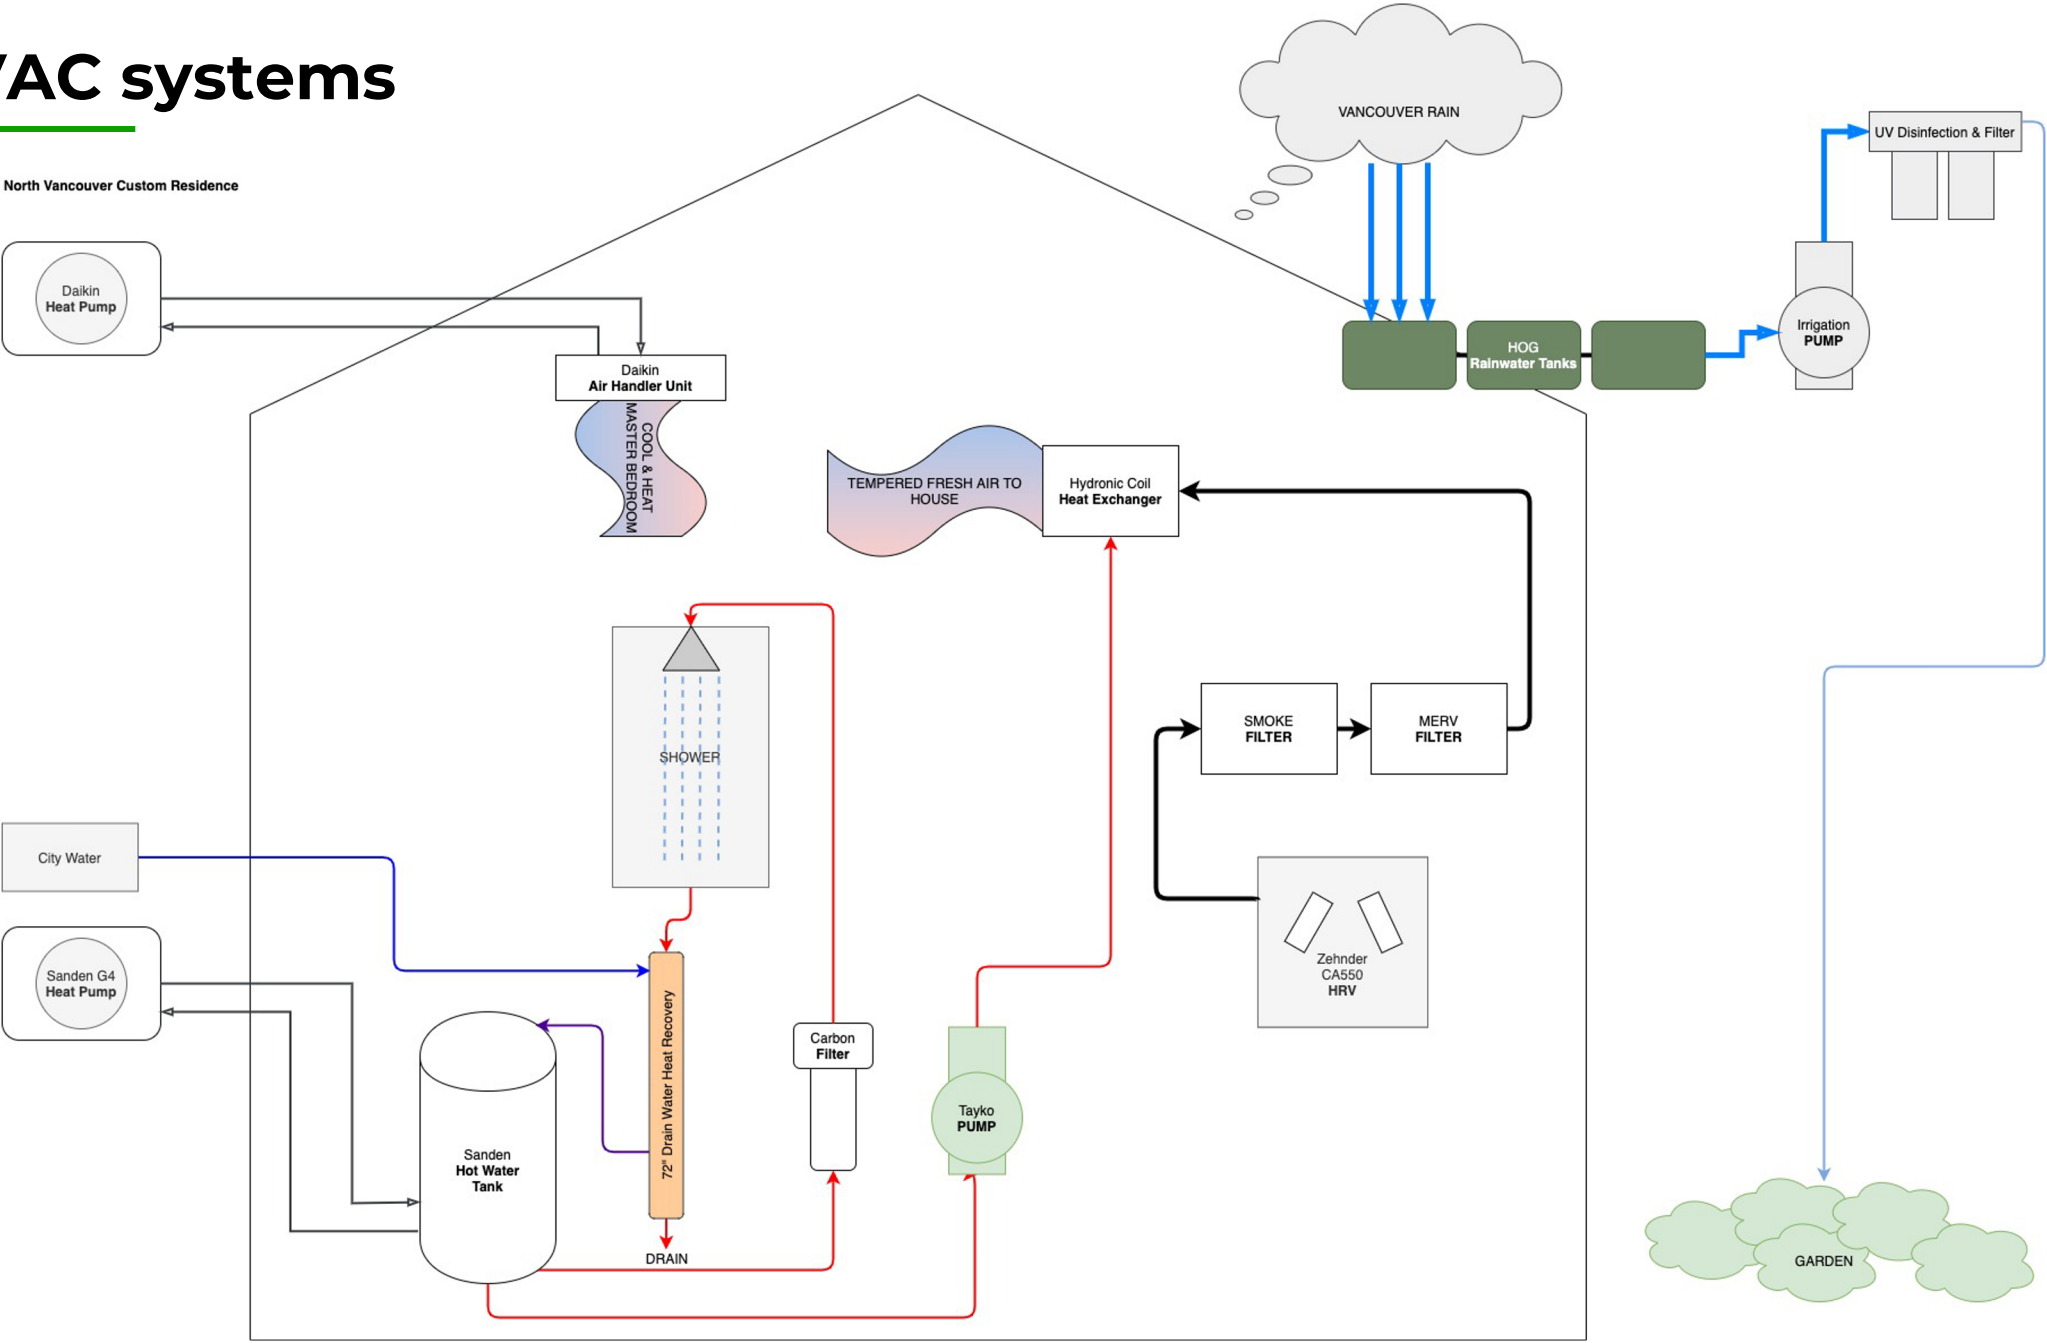 VAC systems
North Vancouver Custom Residence
VANCOUVER RAIN
UV Disinfection & Filter
Daikin
Heat Pump
Daikin
Air Handler Unit
COOL & HEAT
MASTER BEDROOM
HOG
Rainwater Tanks
Irrigation
PUMP
TEMPERED FRESH AIR TO
HOUSE
Hydronic Coil
Heat Exchanger
SHOWER
SMOKE
FILTER
MERV
FILTER
City Water
Sanden G4
Heat Pump
Zehnder
CA550
HRV
72" Drain Water Heat Recovery
Carbon
Filter
Tayko
PUMP
Sanden
Hot Water
Tank
DRAIN
GARDEN